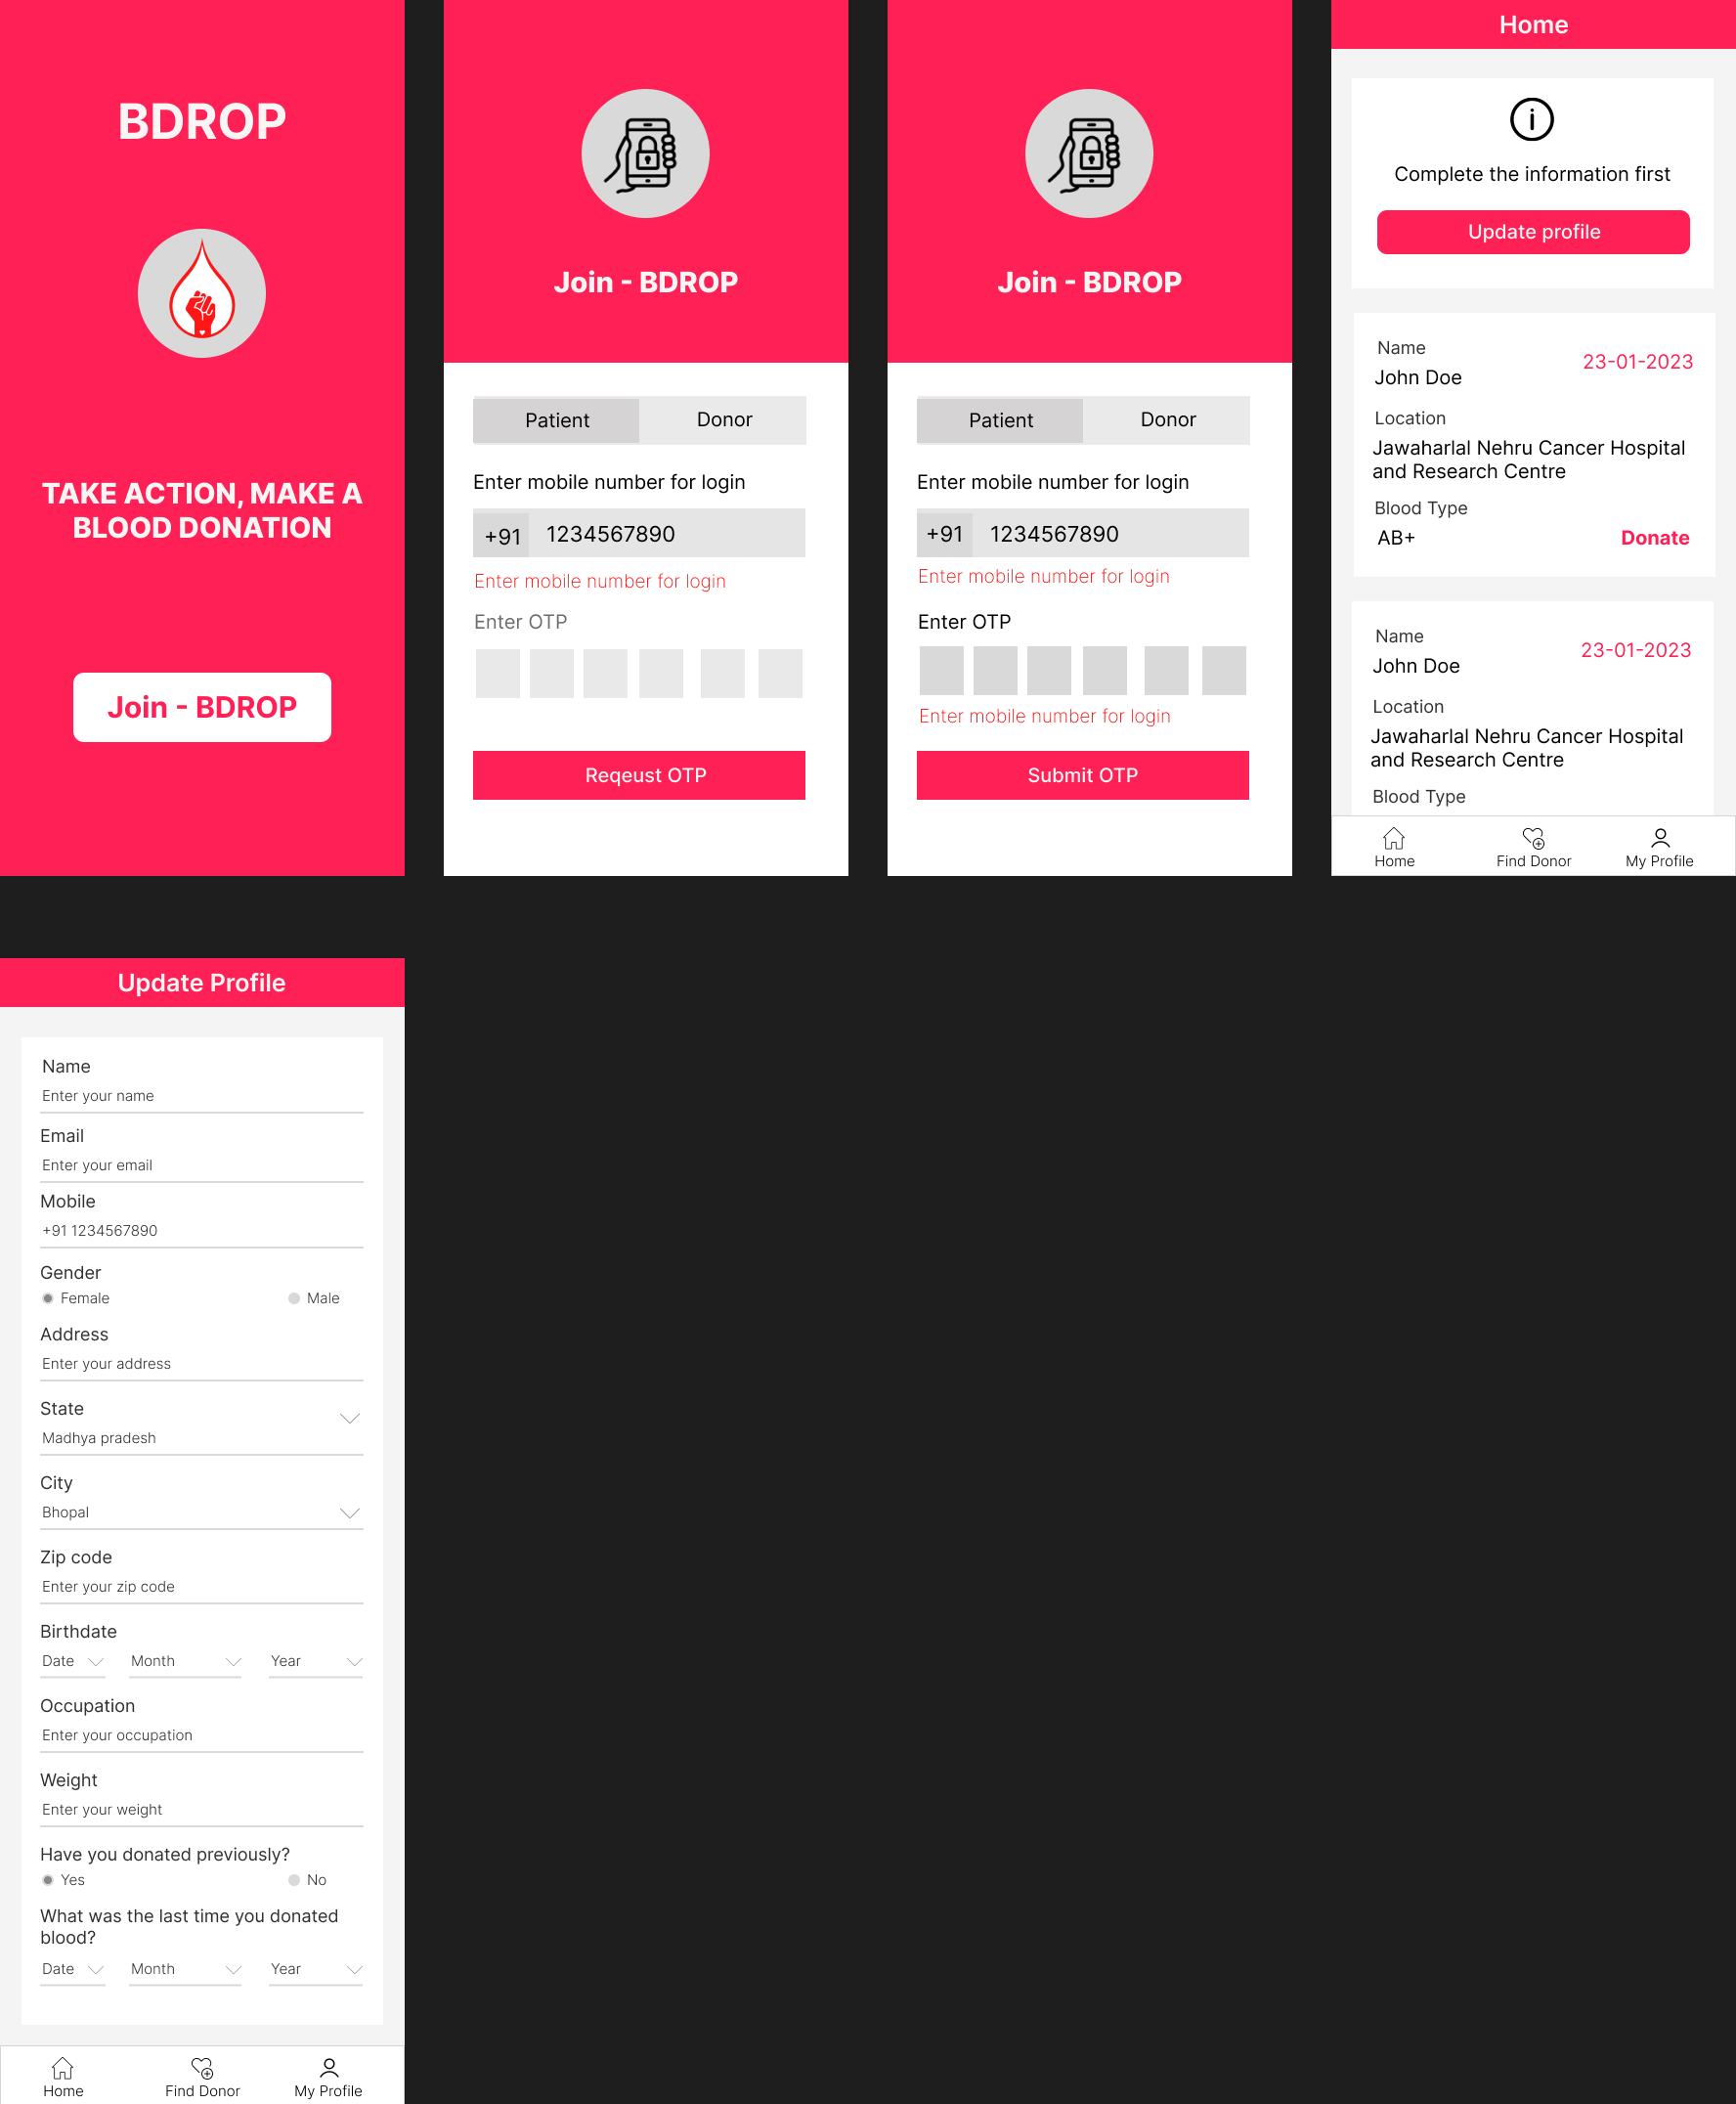 BDROP
TAKE ACTION, MAKE A
BLOOD DONATION
Join - BDROP
Join - BDROP
Patient
Donor
Enter mobile number for login
+91
1234567890
Enter mobile number for login
Enter OTP
Reqeust OTP
Join - BDROP
Patient
Donor
Enter mobile number for login
+91
1234567890
Enter mobile number for login
Enter OTP
Enter mobile number for login
Submit OTP
Home
Complete the information first
Update profile
Name
23-01-2023
John Doe
Location
Jawaharlal Nehru Cancer Hospital
and Research Centre
Blood Type
AB+
Donate
Name
23-01-2023
John Doe
Location
Jawaharlal Nehru Cancer Hospital
and Research Centre
Blood Type
Home
Find Donor
My Profile
Update Profile
Name
Enter your name
Email
Enter your email
Mobile
+91 1234567890
Gender
Female
Male
Address
Enter your address
State
Madhya pradesh
City
Bhopal
Zip code
Enter your zip code
Birthdate
Date
Month
Year
Occupation
Enter your occupation
Weight
Enter your weight
Have you donated previously?
Yes
No
What was the last time you donated
blood?
Date
Month
Year
Home
Find Donor
My Profile